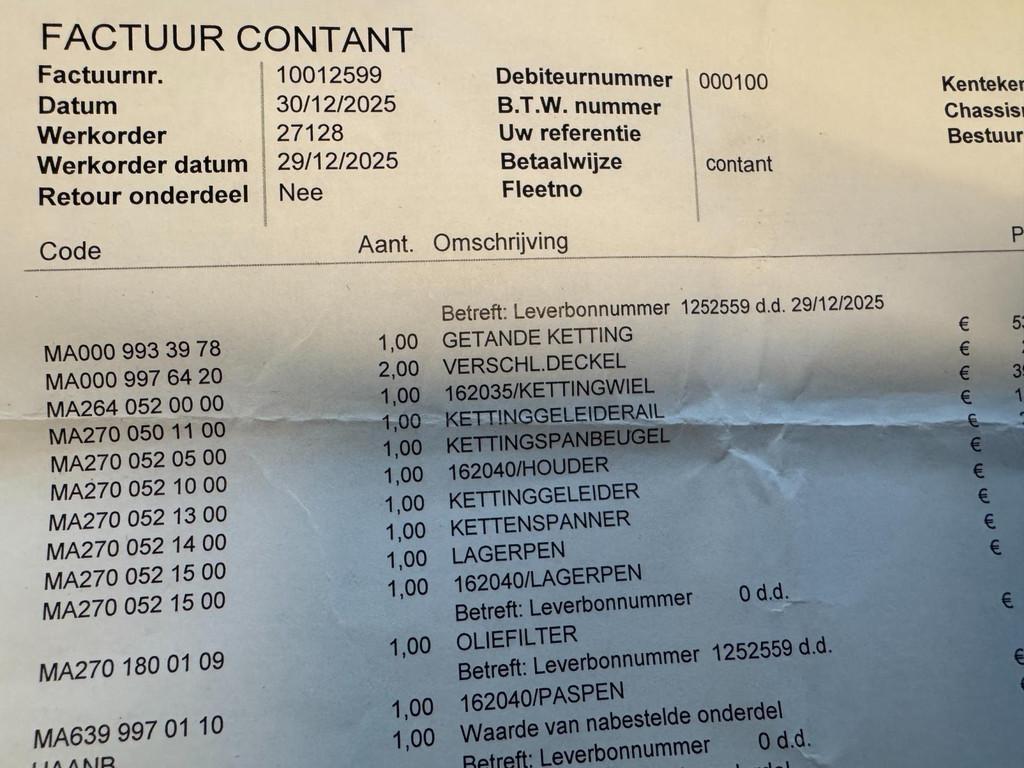 FACTUUR CONTANT
Factuurnr. 10012599 Debiteurnummer 000100
Datum 30/12/2025 B.T.W. nummer
Werkorder 27128 Uw referentie
Werkorder datum 29/12/2025 Betaalwijze contant
Retour onderdeel Nee Fleetno
Code Aant. Omschrijving P
Betreft: Leverbonnummer 1252559 d.d. 29/12/2025
MA000 993 39 78 1,00 GETANDE KETTING €
MA000 997 64 20 2,00 VERSCHL.DECKEL €
MA264 052 00 00 1,00 162035/KETTINGWIEL €
MA270 050 11 00 1,00 KETTINGGELEIDERAIL €
MA270 052 05 00 1,00 KETTINGSPANBEUGEL €
MA270 052 10 00 1,00 162040/HOUDER €
MA270 052 13 00 1,00 KETTINGGELEIDER €
MA270 052 14 00 1,00 KETTENSPANNER €
MA270 052 15 00 1,00 LAGERPEN €
MA270 052 15 00 1,00 162040/LAGERPEN €
Betreft: Leverbonnummer 0 d.d.
MA270 180 01 09 1,00 OLIEFILTER €
Betreft: Leverbonnummer 1252559 d.d.
MA639 997 01 10 1,00 162040/PASPEN €
1,00 Waarde van nabestelde onderdel
Betreft: Leverbonnummer 0 d.d.